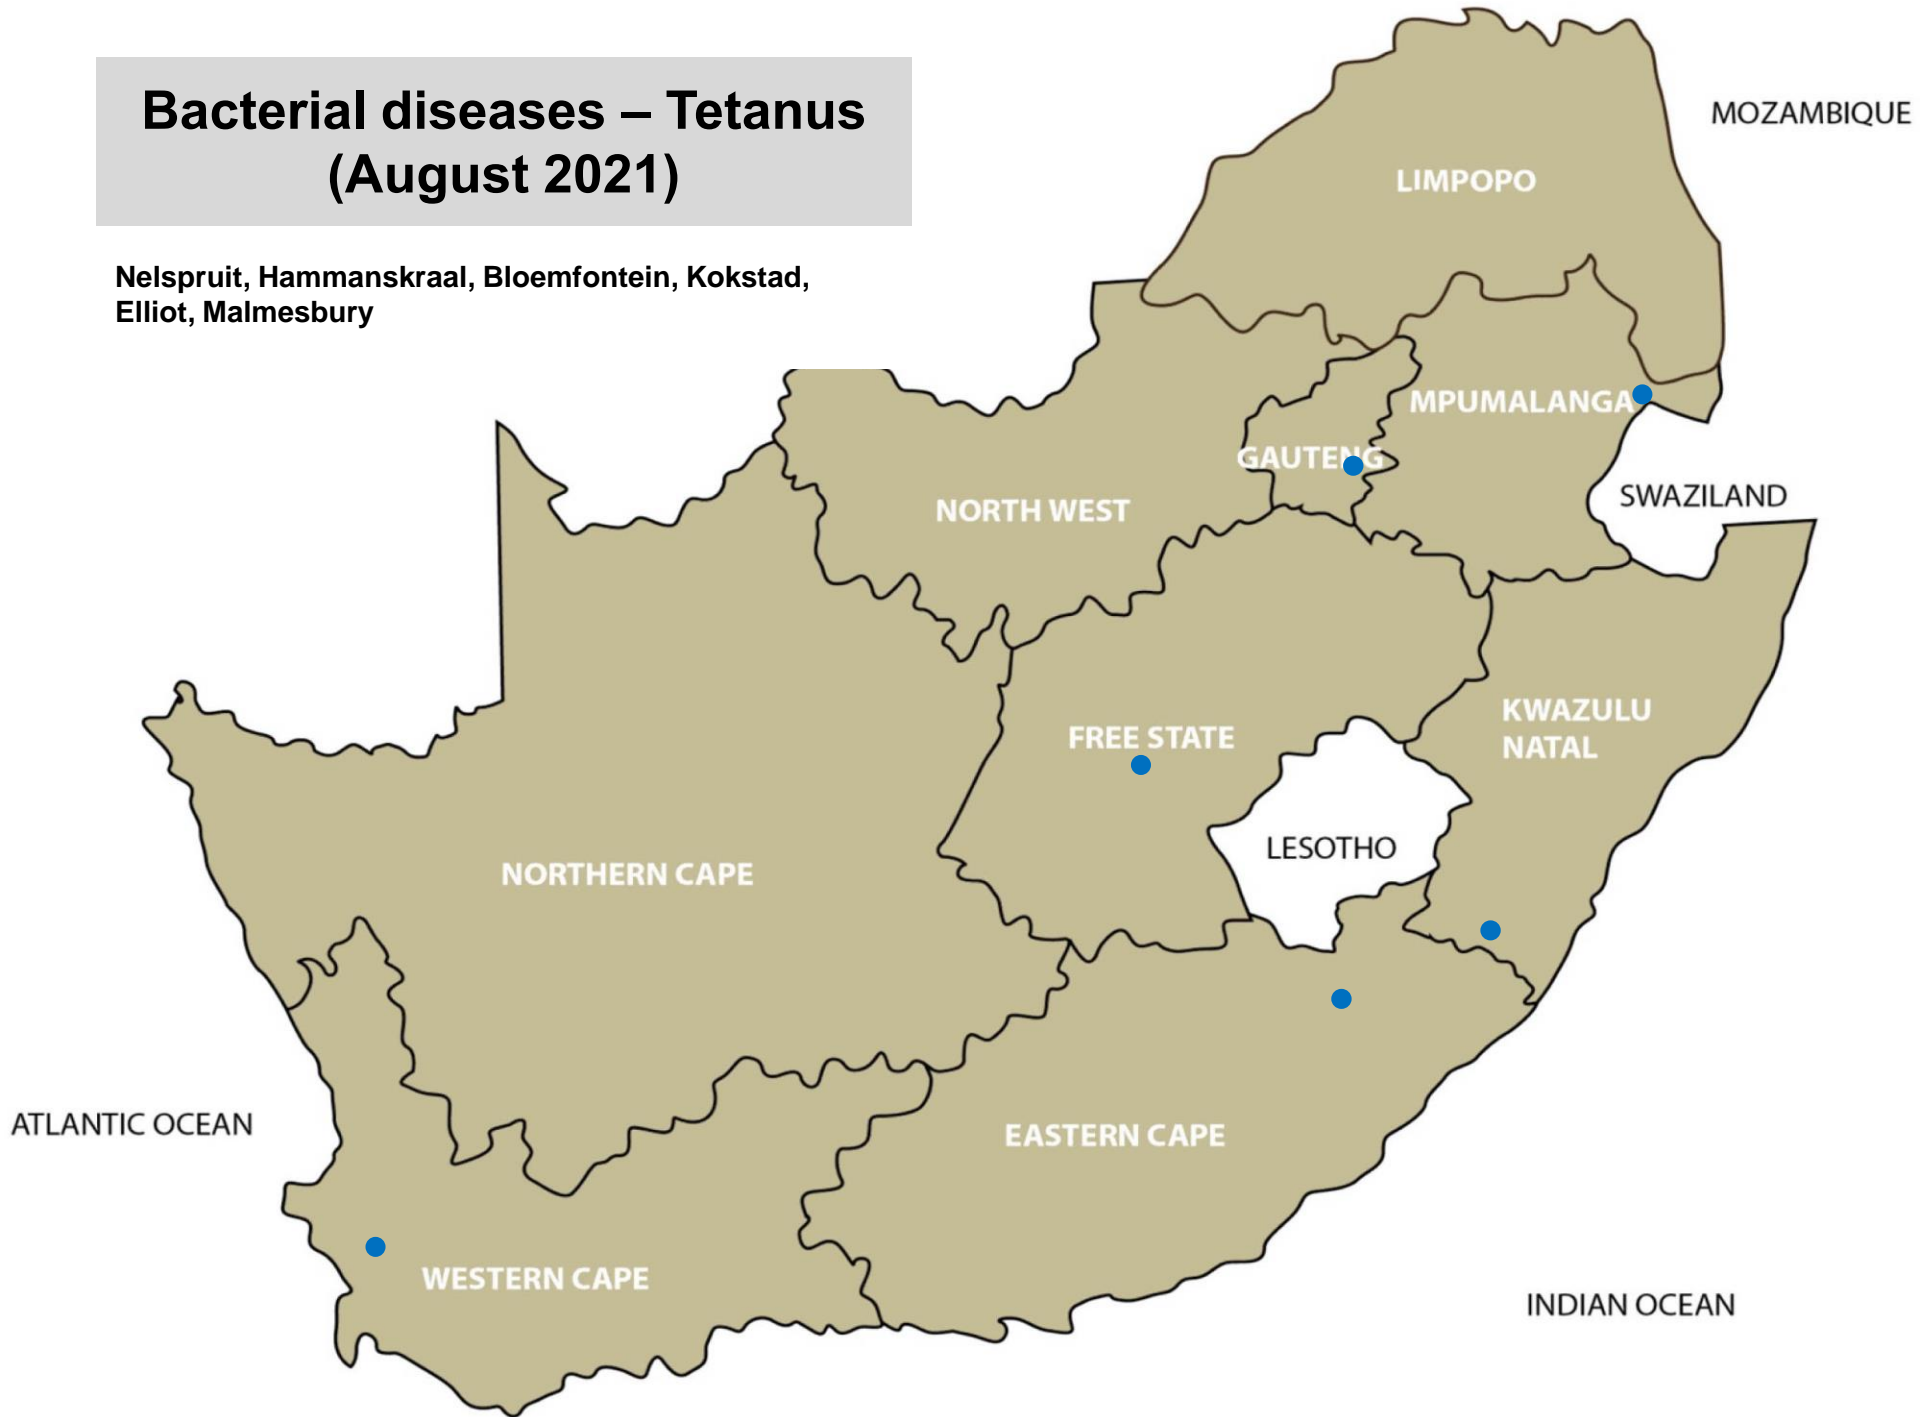 Bacterial diseases – Tetanus
(August 2021)
Nelspruit, Hammanskraal, Bloemfontein, Kokstad,
Elliot, Malmesbury
MOZAMBIQUE
LIMPOPO
MPUMALANGA
GAUTENG
SWAZILAND
NORTH WEST
KWAZULU
NATAL
FREE STATE
LESOTHO
NORTHERN CAPE
ATLANTIC OCEAN
EASTERN CAPE
WESTERN CAPE
INDIAN OCEAN